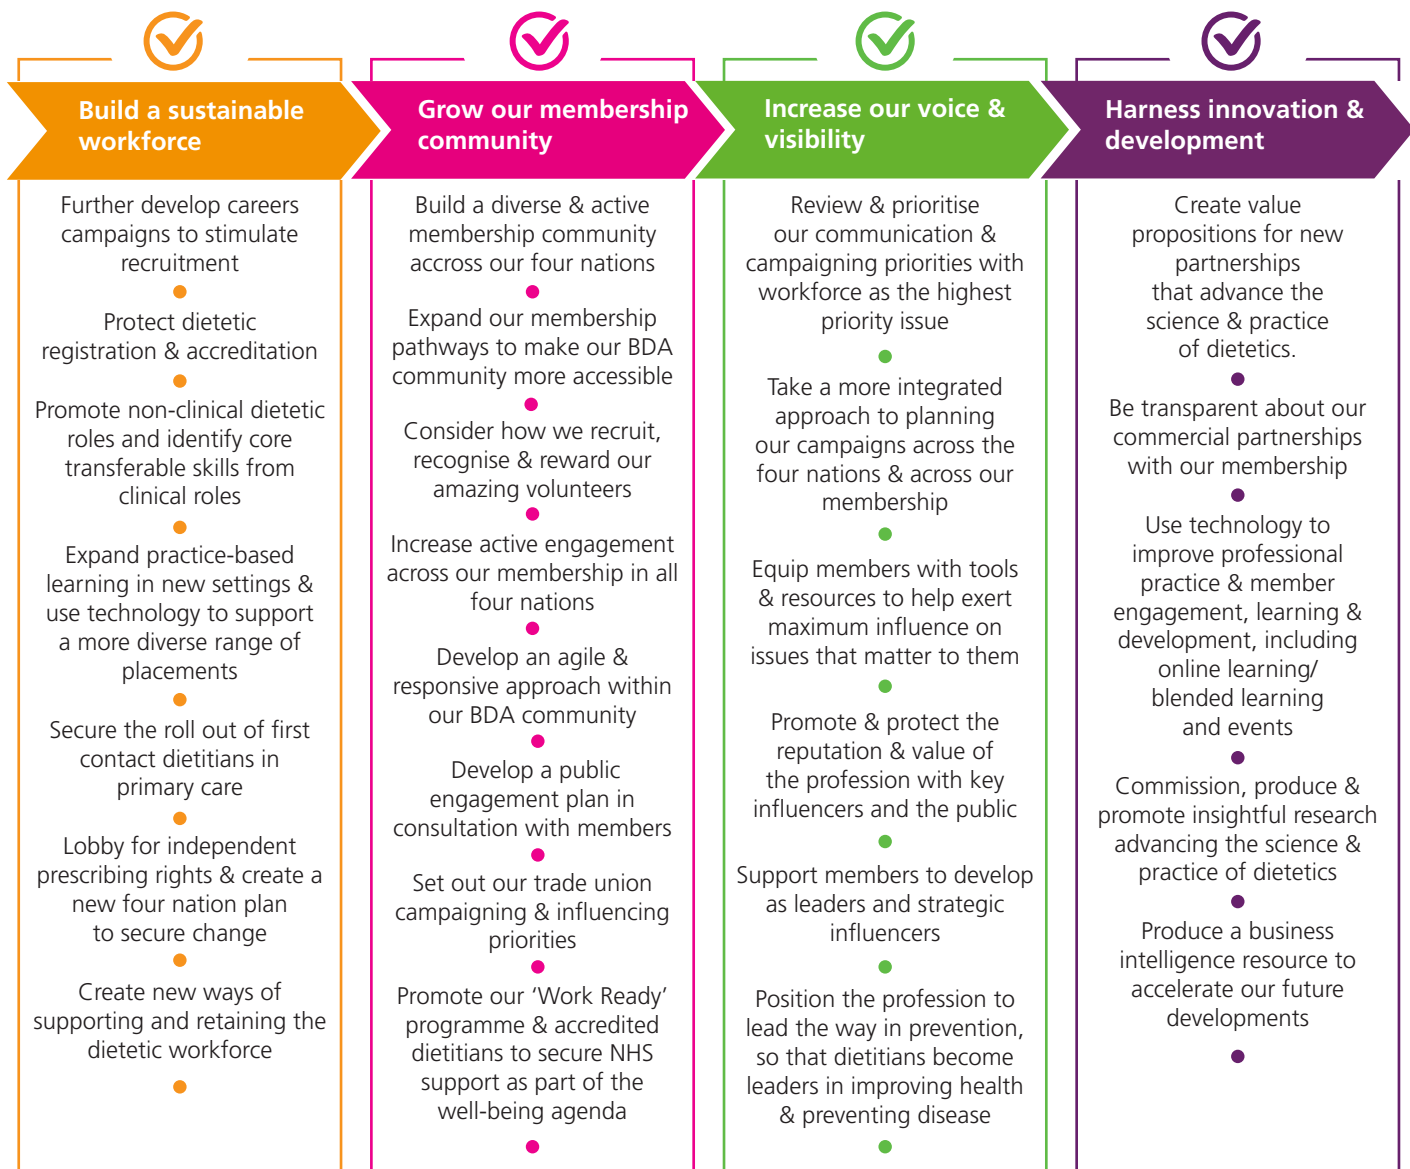 Build a sustainable
workforce
Further develop careers
campaigns to stimulate
recruitment
Protect dietetic
registration & accreditation
Promote non-clinical dietetic
roles and identify core
transferable skills from
clinical roles
Expand practice-based
learning in new settings &
use technology to support
a more diverse range of
placements
Secure the roll out of first
contact dietitians in
primary care
Lobby for independent
prescribing rights & create a
new four nation plan
to secure change
Create new ways of
supporting and retaining the
dietetic workforce
Grow our membership
community
Build a diverse & active
membership community
accross our four nations
Expand our membership
pathways to make our BDA
community more accessible
Consider how we recruit,
recognise & reward our
amazing volunteers
Increase active engagement
across our membership in all
four nations
Develop an agile &
responsive approach within
our BDA community
Develop a public
engagement plan in
consultation with members
Set out our trade union
campaigning & influencing
priorities
Promote our ‘Work Ready’
programme & accredited
dietitians to secure NHS
support as part of the
well-being agenda
Increase our voice &
visibility
Review & prioritise
our communication &
campaigning priorities with
workforce as the highest
priority issue
Take a more integrated
approach to planning
our campaigns across the
four nations & across our
membership
Equip members with tools
& resources to help exert
maximum influence on
issues that matter to them
Promote & protect the
reputation & value of
the profession with key
influencers and the public
Support members to develop
as leaders and strategic
influencers
Position the profession to
lead the way in prevention,
so that dietitians become
leaders in improving health
& preventing disease
Harness innovation &
development
Create value
propositions for new
partnerships
that advance the
science & practice
of dietetics.
Be transparent about our
commercial partnerships
with our membership
Use technology to
improve professional
practice & member
engagement, learning &
development, including
online learning/
blended learning
and events
Commission, produce &
promote insightful research
advancing the science &
practice of dietetics
Produce a business
intelligence resource to
accelerate our future
developments